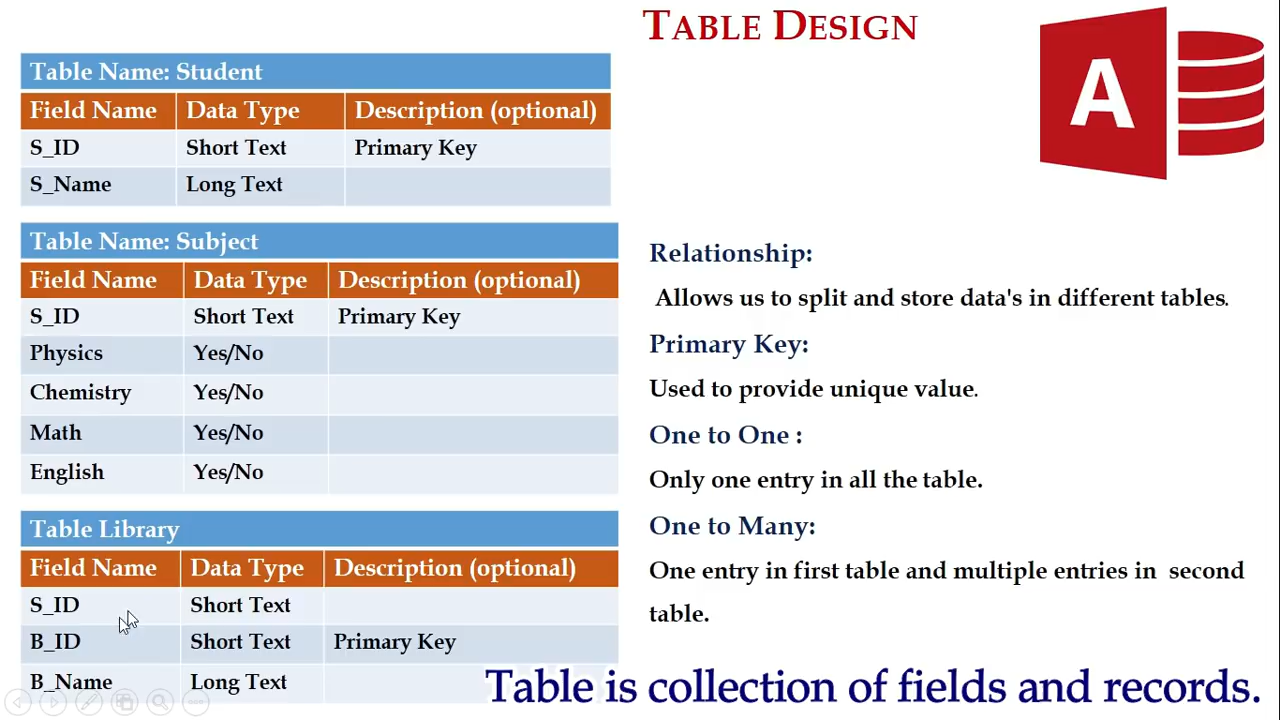 TABLE DESIGN
A
Table Name: Student
Field Name Data Type Description (optional)
S_ID Short Text Primary Key
S_Name Long Text
Table Name: Subject
Field Name Data Type Description (optional)
S_ID Short Text Primary Key
Physics Yes/No
Chemistry Yes/No
Math Yes/No
English Yes/No
Table Library
Field Name Data Type Description (optional)
S_ID Short Text
B_ID Short Text Primary Key
B_Name Long Text
Relationship:
Allows us to split and store data's in different tables.
Primary Key:
Used to provide unique value.
One to One :
Only one entry in all the table.
One to Many:
One entry in first table and multiple entries in second
table.
Table is collection of fields and records.